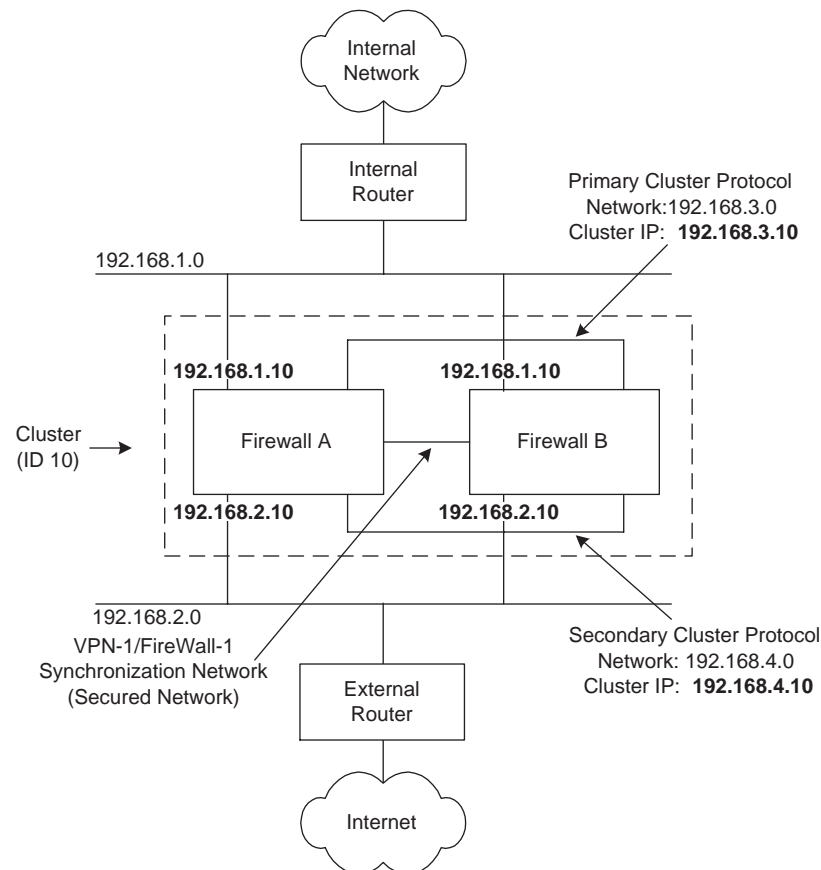 Internal
Network
Internal
Router
Primary Cluster Protocol
Network:192.168.3.0
Cluster IP: 192.168.3.10
192.168.1.0
192.168.1.10
192.168.1.10
Cluster
(ID 10)
Firewall A
Firewall B
192.168.2.10
192.168.2.10
192.168.2.0
VPN-1/FireWall-1
Synchronization Network
(Secured Network)
Secondary Cluster Protocol
Network: 192.168.4.0
Cluster IP: 192.168.4.10
External
Router
Internet